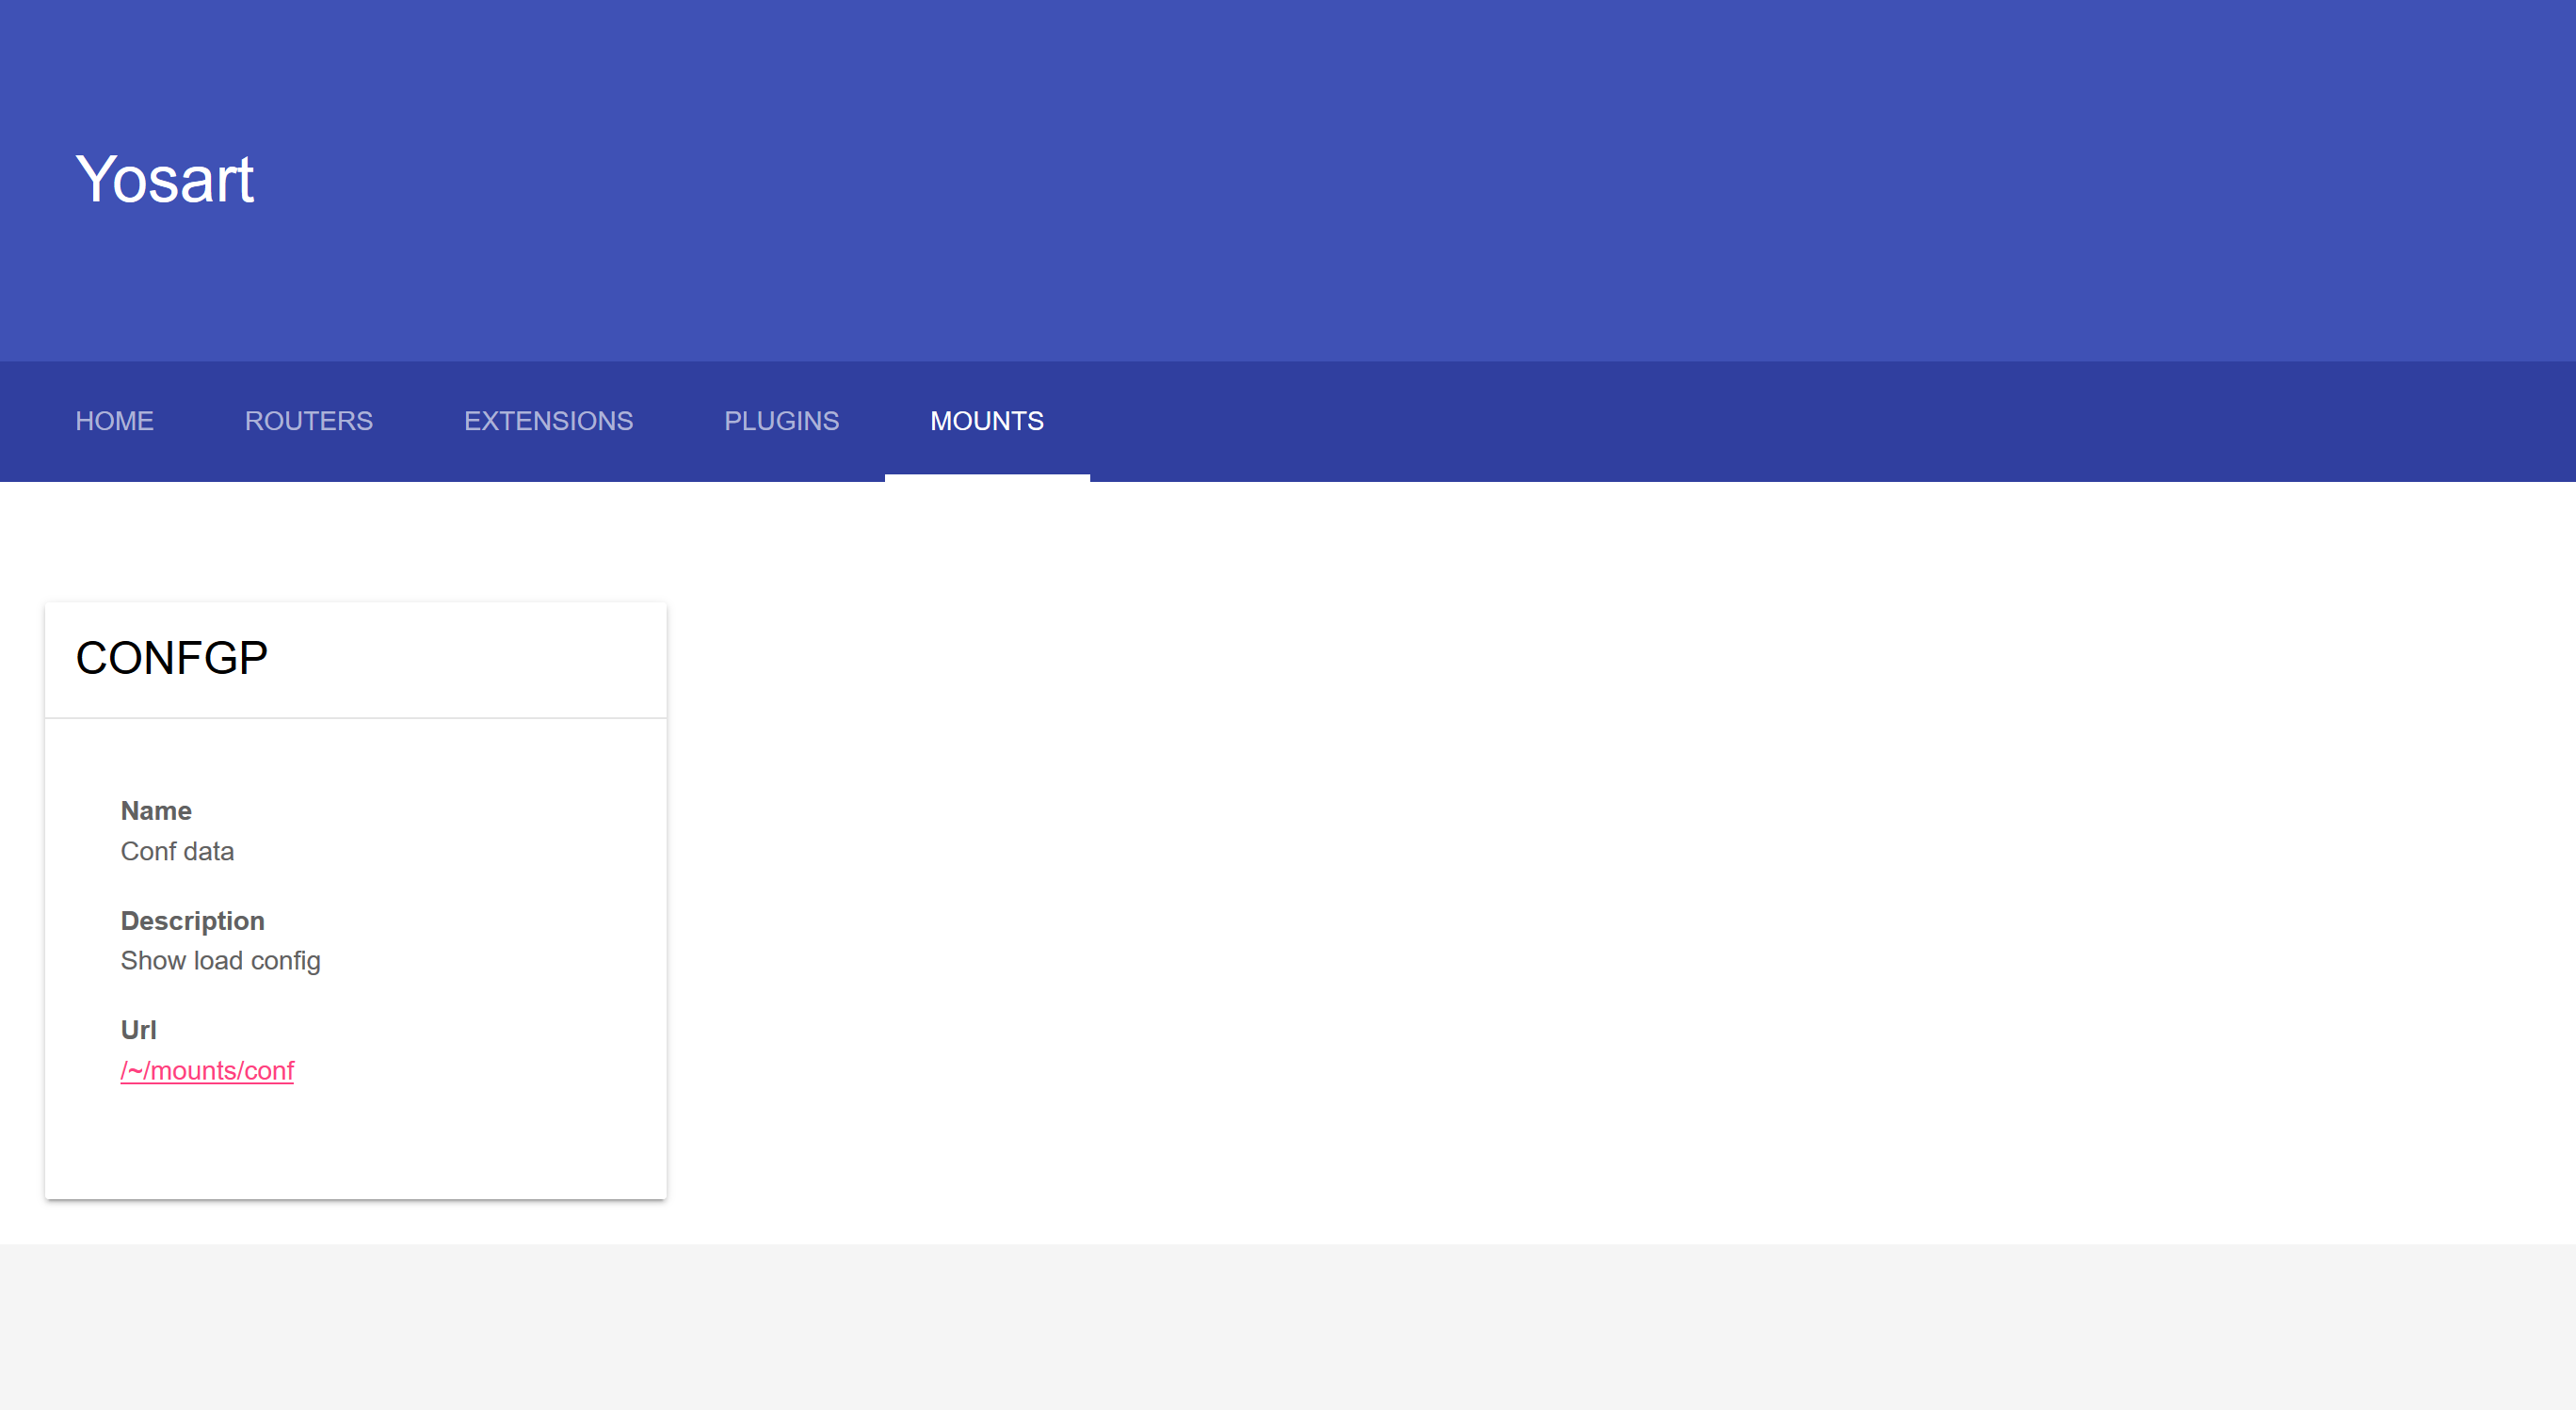 Yosart
HOME ROUTERS EXTENSIONS PLUGINS MOUNTS
CONFGP
Name
Conf data
Description
Show load config
Url
/~/mounts/conf